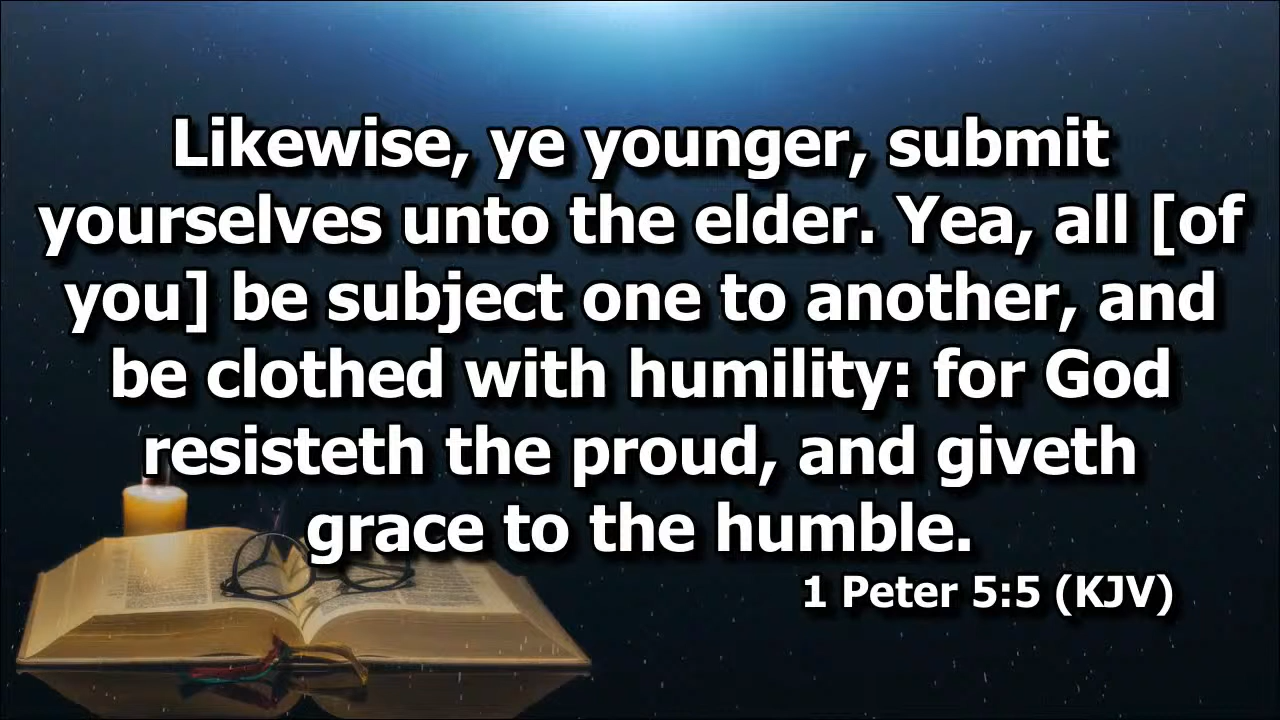 Likewise, ye younger, submit
yourselves unto the elder. Yea, all [of
you] be subject one to another, and
be clothed with humility: for God
resisteth the proud, and giveth
grace to the humble.
1 Peter 5:5 (KJV)